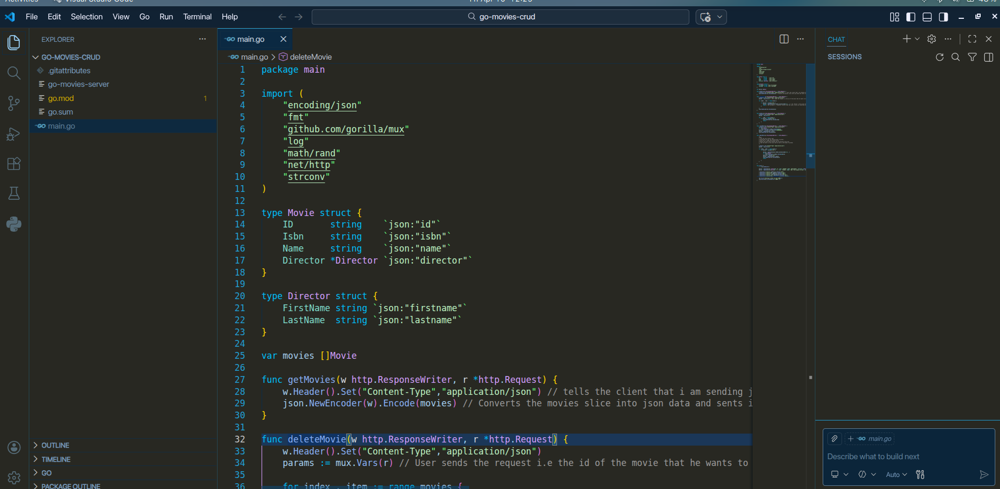 Activities Visual Studio Code
File Edit Selection View Go Run Terminal Help
go-movies-crud
EXPLORER
GO-MOVIES-CRUD
.gitattributes
go-movies-server
go.mod 1
go.sum
GO main.go
OUTLINE
TIMELINE
GO
PACKAGE OUTLINE
GO main.go
GO main.go > deleteMovie
1 package main
2
3 import (
4 "encoding/json"
5 "fmt"
6 "github.com/gorilla/mux"
7 "log"
8 "math/rand"
9 "net/http"
10 "strconv"
11 )
12
13 type Movie struct {
14 ID string `json:"id"`
15 Isbn string `json:"isbn"`
16 Name string `json:"name"`
17 Director *Director `json:"director"`
18 }
19
20 type Director struct {
21 FirstName string `json:"firstname"`
22 LastName string `json:"lastname"`
23 }
24
25 var movies []Movie
26
27 func getMovies(w http.ResponseWriter, r *http.Request) {
28 w.Header().Set("Content-Type","application/json") // tells the client that i am sending j
29 json.NewEncoder(w).Encode(movies) // Converts the movies slice into json data and sents i
30 }
31
32 func deleteMovie(w http.ResponseWriter, r *http.Request) {
33 w.Header().Set("Content-Type","application/json")
34 params := mux.Vars(r) // User sends the request i.e the id of the movie that he wants to
35
36 for index , item := range movies {
CHAT
SESSIONS
GO main.go
Describe what to build next
Auto